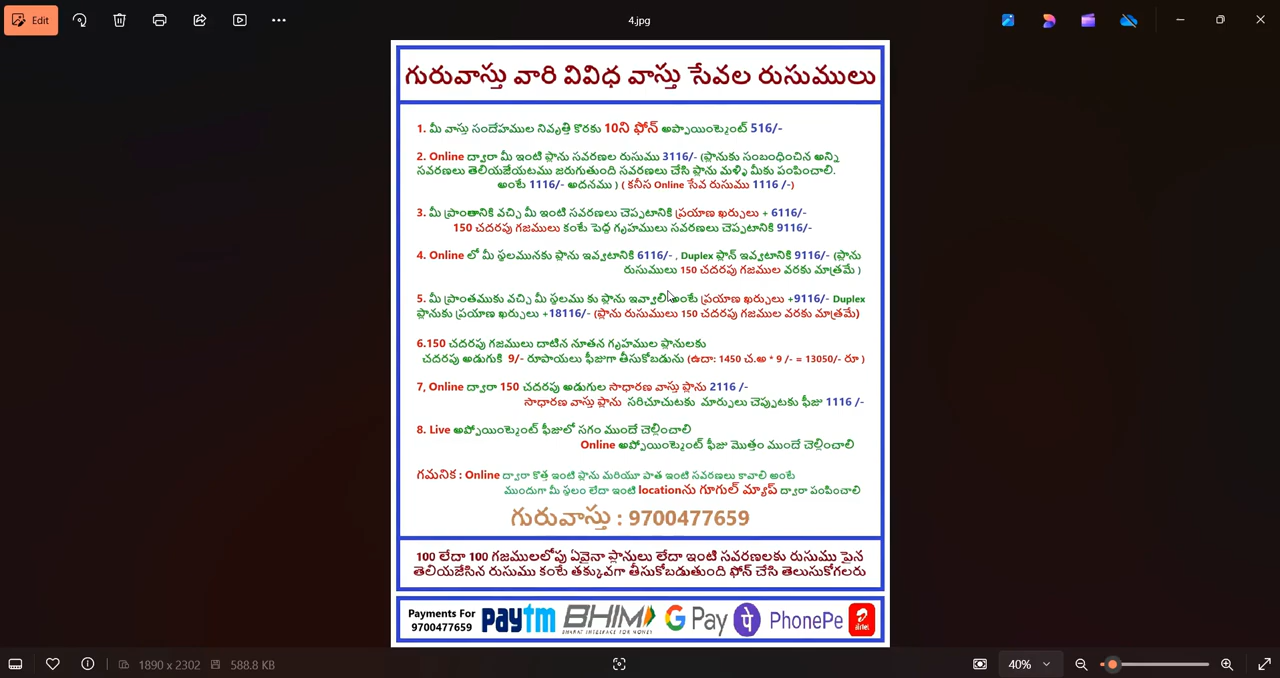 Edit
4.jpg
గురువాస్తు వారి వివిధ వాస్తు సేవల రుసుములు
1. మీ వాస్తు సందేహముల నివృత్తి కొరకు 10ని ఫోన్ అప్పాయింట్మెంట్ 516/-
2. Online ద్వారా మీ ఇంటి ప్లాను సవరణల రుసుము 3116/- (ప్లానుకు సంబంధించిన అన్ని
సవరణలు తెలియజేయటము జరుగుతుంది సవరణలు చేసి ప్లాను మళ్ళి మీకు పంపించాలి.
అంటే 1116/- అదనము ) ( కనీస Online సేవ రుసుము 1116 /-)
3. మీ ప్రాంతానికి వచ్చి మీ ఇంటి సవరణలు చెప్పటానికి ప్రయాణ ఖర్చులు + 6116/-
150 చదరపు గజములు కంటే పెద్ద గృహములు సవరణలు చెప్పటానికి 9116/-
4. Online లో మీ స్థలమునకు ప్లాను ఇవ్వటానికి 6116/- , Duplex ప్లాన్ ఇవ్వటానికి 9116/- (ప్లాను
రుసుములు 150 చదరపు గజముల వరకు మాత్రమే )
5. మీ ప్రాంతముకు వచ్చి మీ స్థలము కు ప్లాను ఇవ్వాలి అంటే ప్రయాణ ఖర్చులు +9116/- Duplex
ప్లానుకు ప్రయాణ ఖర్చులు +18116/- (ప్లాను రుసుములు 150 చదరపు గజముల వరకు మాత్రమే)
6.150 చదరపు గజములు దాటిన నూతన గృహముల ప్లానులకు
చదరపు అడుగుకి 9/- రూపాయలు ఫీజుగా తీసుకోబడును (ఉదా: 1450 చ.అ * 9 /- = 13050/- రూ )
7, Online ద్వారా 150 చదరపు అడుగుల సాధారణ వాస్తు ప్లాను 2116 /-
సాధారణ వాస్తు ప్లాను సరిచూచుటకు మార్పులు చెప్పుటకు ఫీజు 1116 /-
8. Live అప్పోయింట్మెంట్ ఫీజులో సగం ముందే చెల్లించాలి
Online అప్పోయింట్మెంట్ ఫీజు మొత్తం ముందే చెల్లించాలి
గమనిక : Online ద్వారా కొత్త ఇంటి ప్లాను మరియూ పాత ఇంటి సవరణలు కావాలి అంటే
ముందుగా మీ స్థలం లేదా ఇంటి locationను గూగుల్ మ్యాప్ ద్వారా పంపించాలి
గురువాస్తు : 9700477659
100 లేదా 100 గజములలోపు ఏవైనా ప్లానులు లేదా ఇంటి సవరణలకు రుసుము పైన
తెలియజేసిన రుసుము కంటే తక్కువగా తీసుకోబడుతుంది ఫోన్ చేసి తెలుసుకోగలరు
Payments For
9700477659
Paytm BHIM G Pay PhonePe airtel
BHARAT INTERFACE FOR MONEY
1890 x 2302 588.8 KB 40%